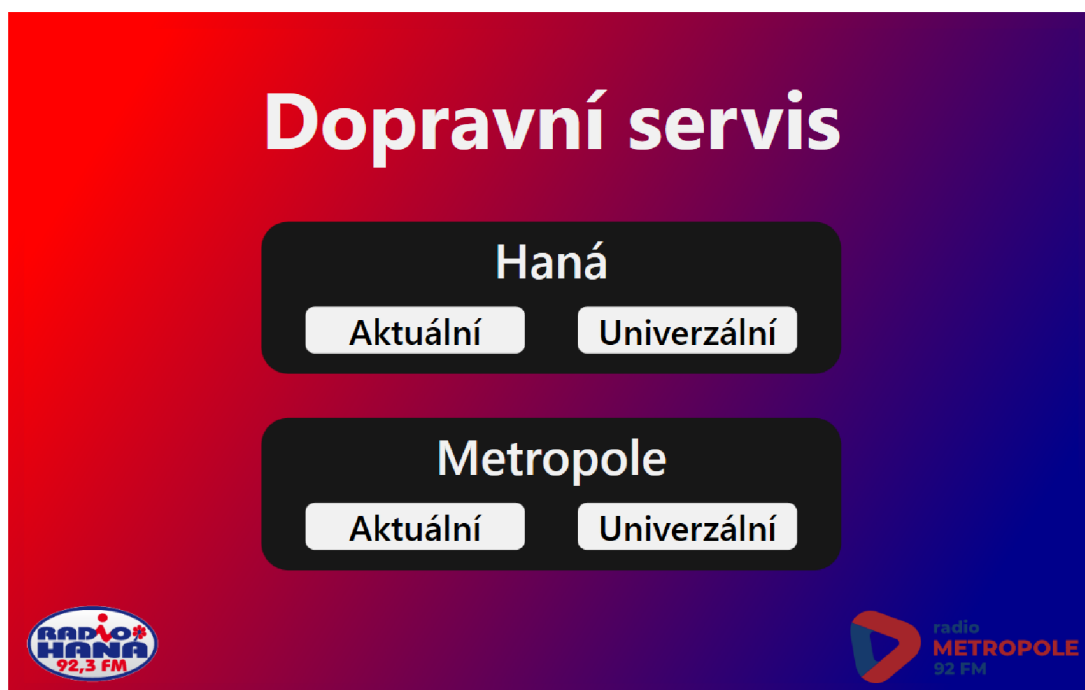 Dopravní servis
Haná
Aktuální
Univerzální
Metropole
Aktuální
Univerzální
RADIO
HANÁ
92,3 FM
radio
METROPOLE
92 FM